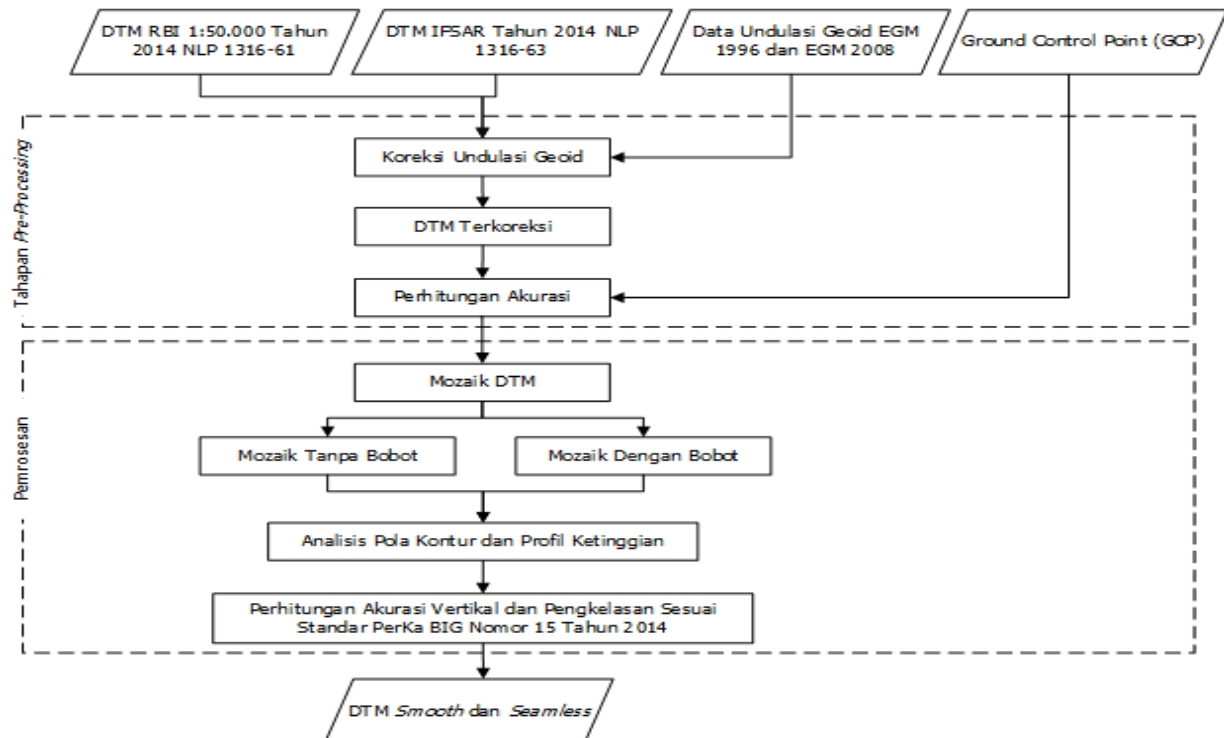 DTM RBI 1:50.000 Tahun
2014 NLP 1316-61
DTM IFSAR Tahun 2014 NLP
1316-63
Data Undulasi Geoid EGM
1996 dan EGM 2008
Ground Control Point (GCP)
Tahapan Pre-Processing
Koreksi Undulasi Geoid
DTM Terkoreksi
Perhitungan Akurasi
Pemrosesan
Mozaik DTM
Mozaik Tanpa Bobot
Mozaik Dengan Bobot
Analisis Pola Kontur dan Profil Ketinggian
Perhitungan Akurasi Vertikal dan Pengkelasan Sesuai
Standar PerKa BIG Nomor 15 Tahun 2014
DTM Smooth dan Seamless